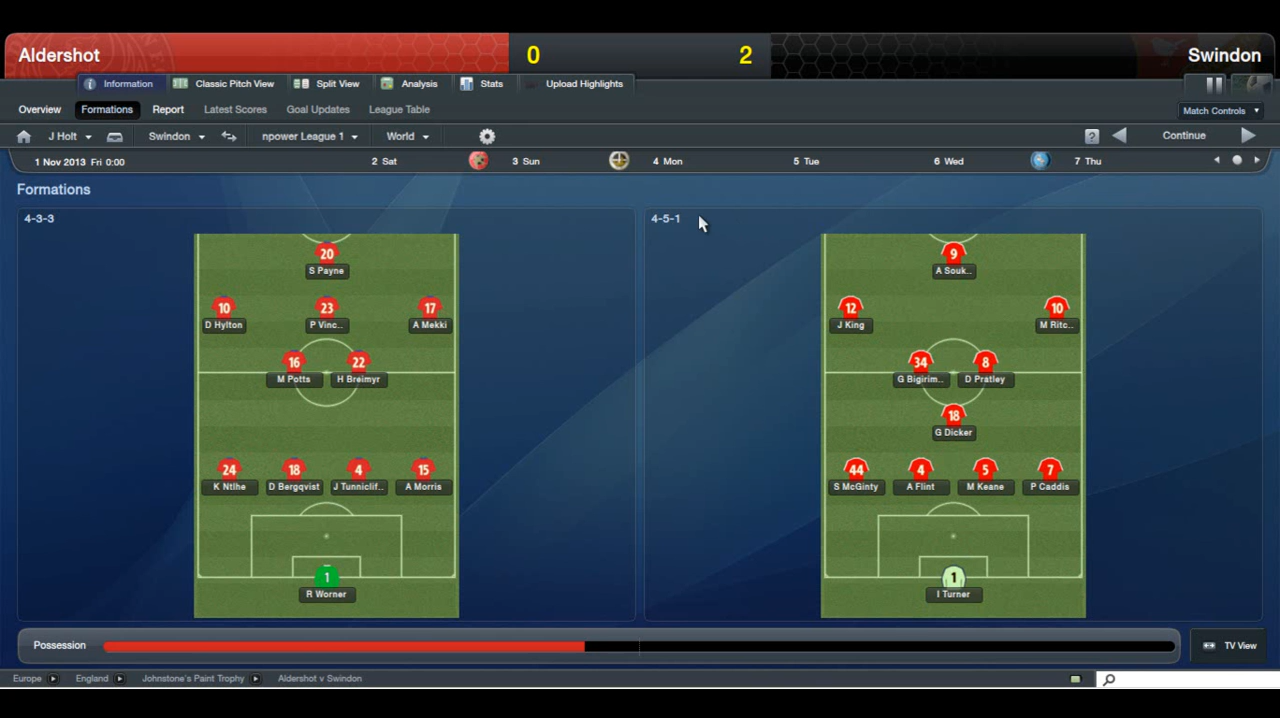 Aldershot 0 2 Swindon
Information Classic Pitch View Split View Analysis Stats Upload Highlights
Overview Formations Report Latest Scores Goal Updates League Table Match Controls
J Holt Swindon npower League 1 World ? Continue
1 Nov 2013 Fri 0:00 2 Sat 3 Sun 4 Mon 5 Tue 6 Wed 7 Thu
Formations
4-3-3
20
S Payne
10 23 17
D Hylton P Vinc.. A Mekki
16 22
M Potts H Breimyr
24 18 4 15
K Ntlhe D Bergqvist J Tunniclif.. A Morris
1
R Worner
4-5-1
9
A Souk..
12 10
J King M Ritc..
34 8
G Bigirim.. D Pratley
18
G Dicker
44 4 5 7
S McGinty A Flint M Keane P Caddis
1
I Turner
Possession TV View
Europe England Johnstone's Paint Trophy Aldershot v Swindon